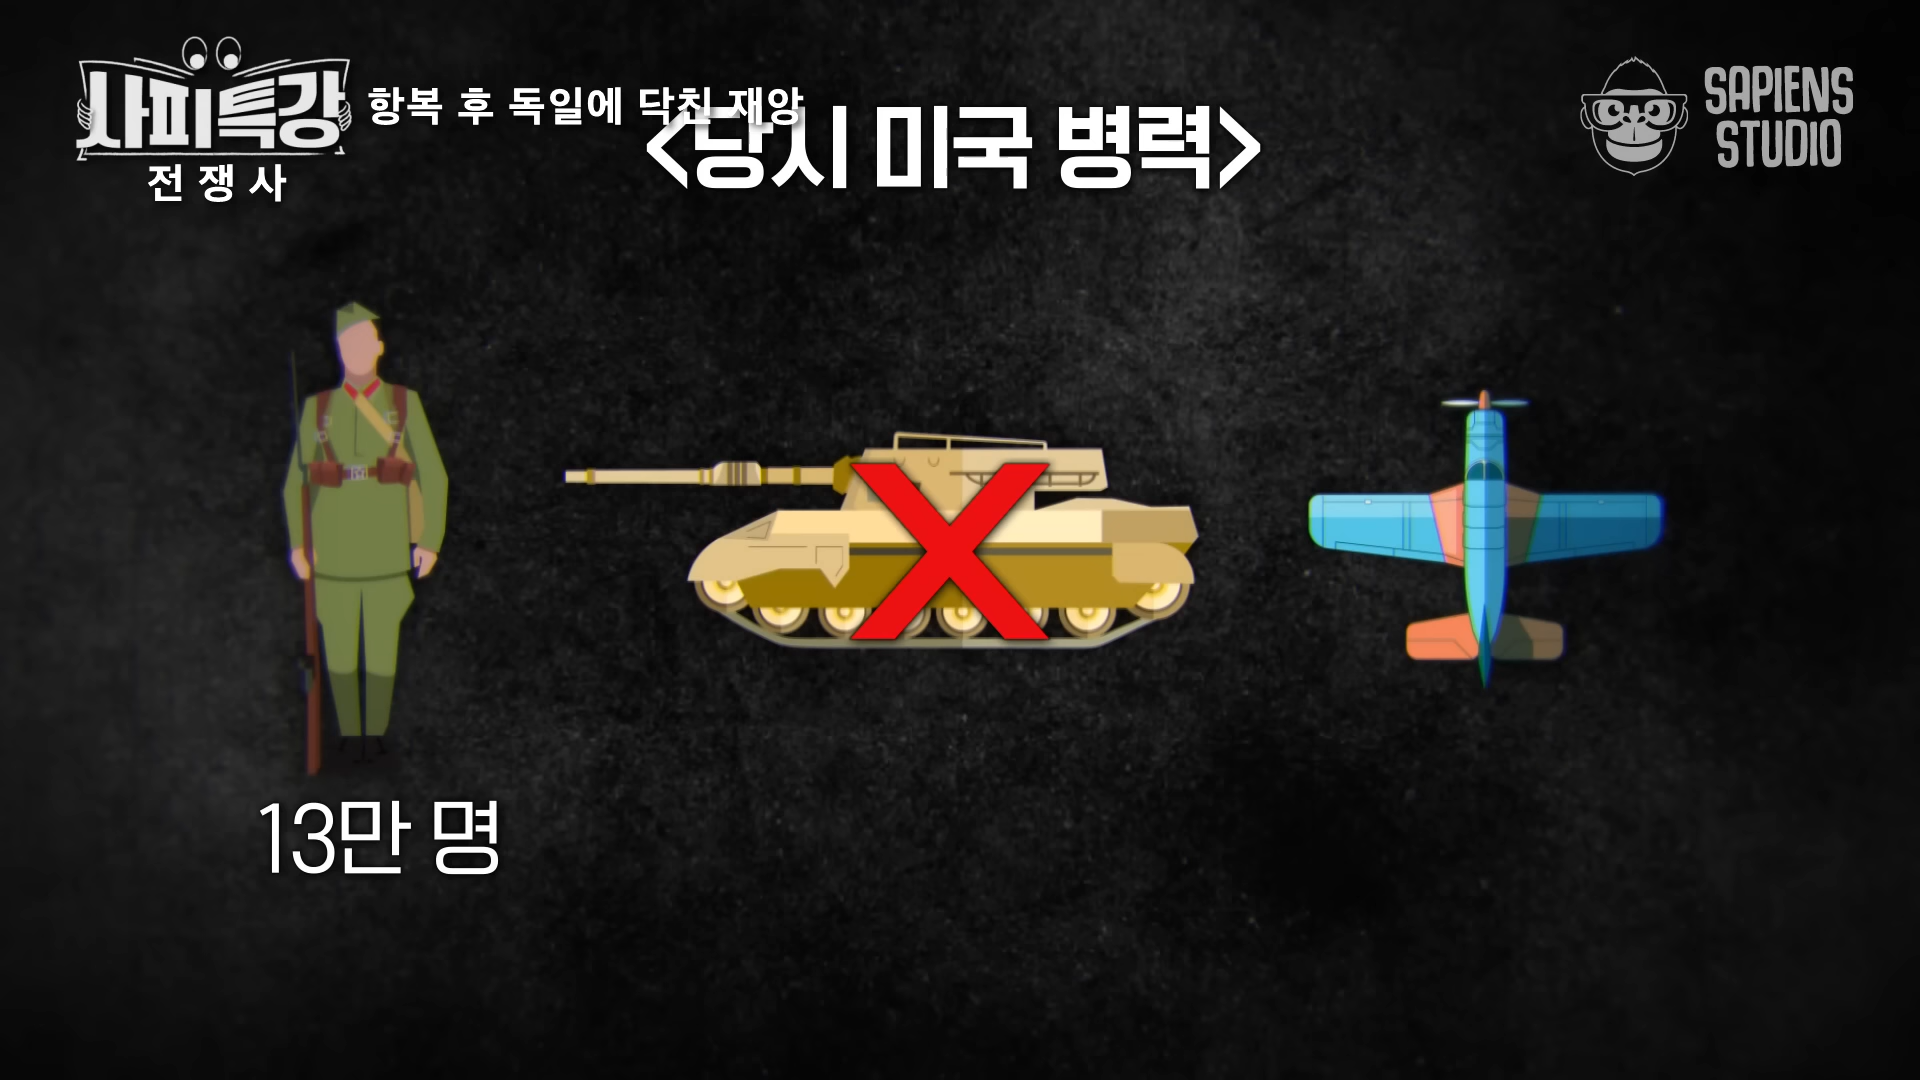 사피특강
전쟁사
항복 후 독일에 닥친 재앙
<당시 미국 병력>
SAPIENS
STUDIO
13만 명